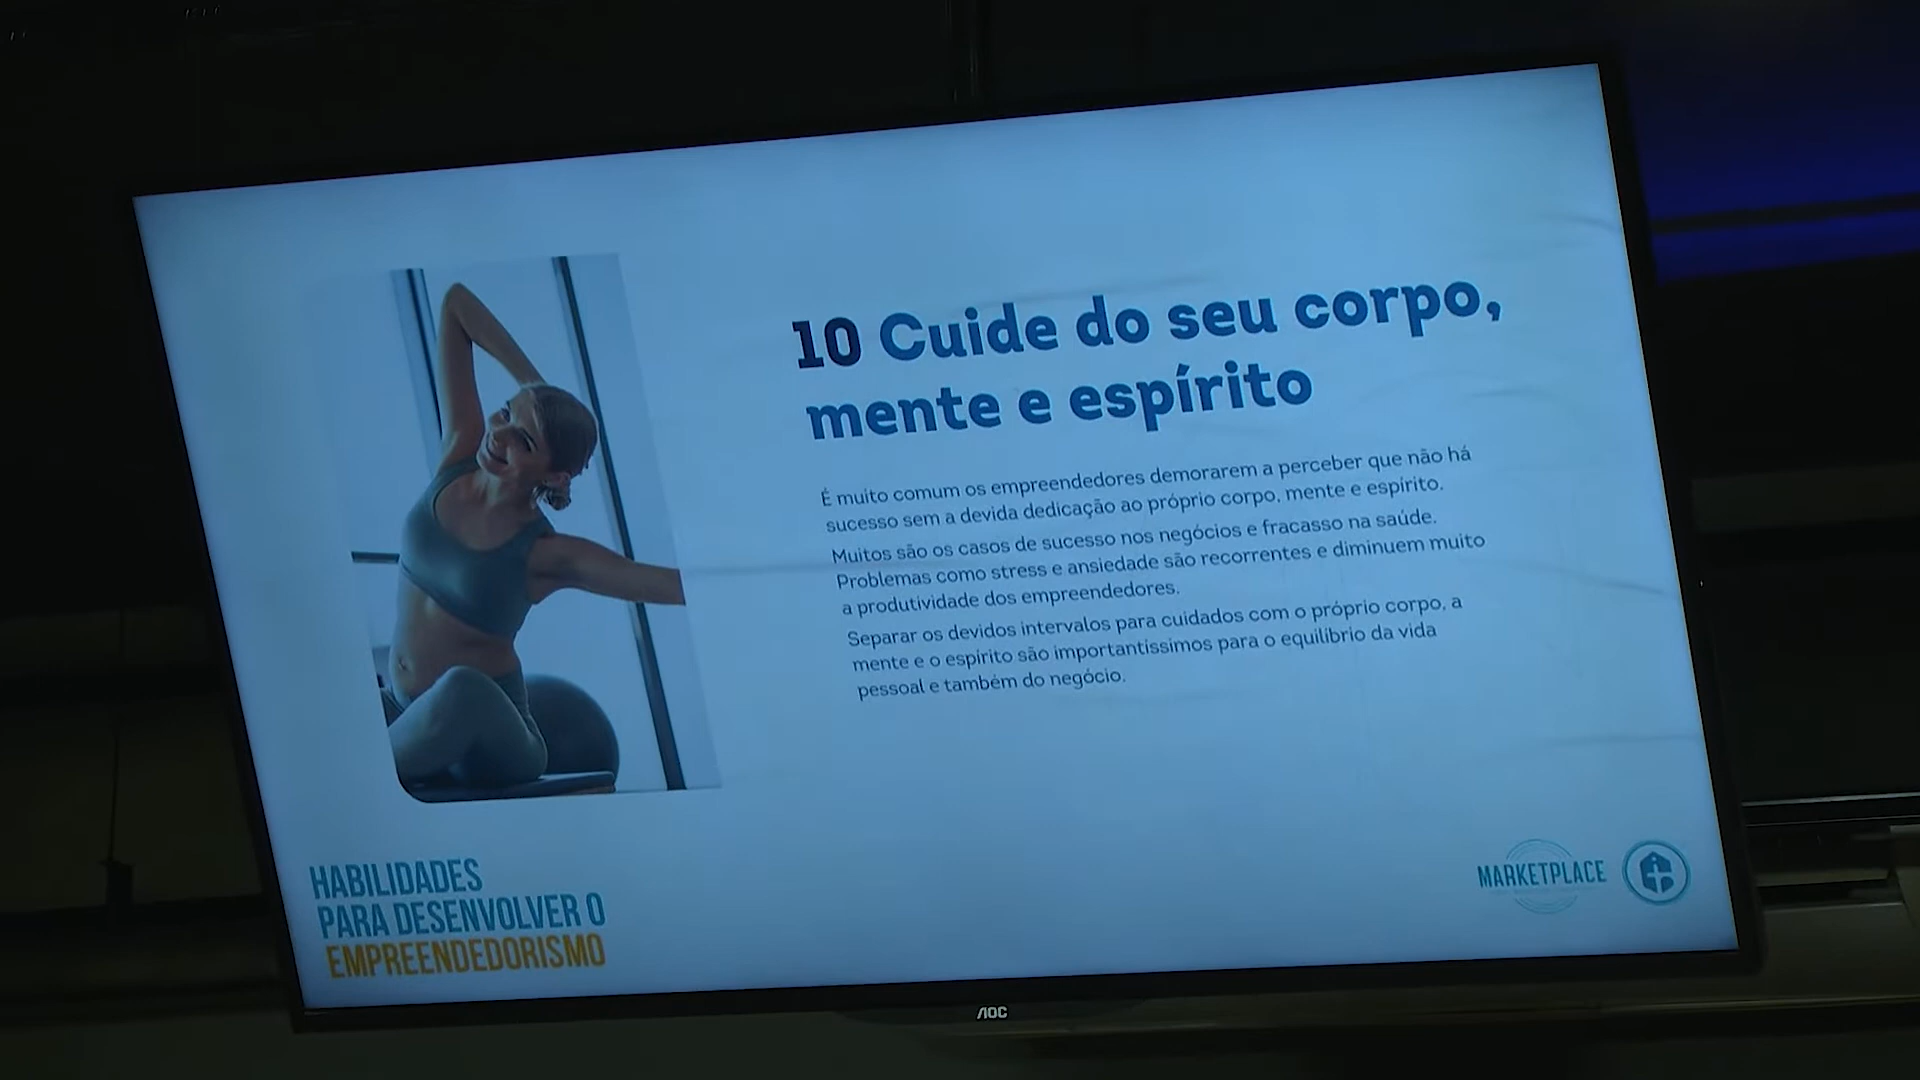 10 Cuide do seu corpo,
mente e espírito
É muito comum os empreendedores demorarem a perceber que não há
sucesso sem a devida dedicação ao próprio corpo, mente e espírito.
Muitos são os casos de sucesso nos negócios e fracasso na saúde.
Problemas como stress e ansiedade são recorrentes e diminuem muito
a produtividade dos empreendedores.
Separar os devidos intervalos para cuidados com o próprio corpo, a
mente e o espírito são importantíssimos para o equilíbrio da vida
pessoal e também do negócio.
HABILIDADES
PARA DESENVOLVER O
EMPREENDEDORISMO
MARKETPLACE
AOC